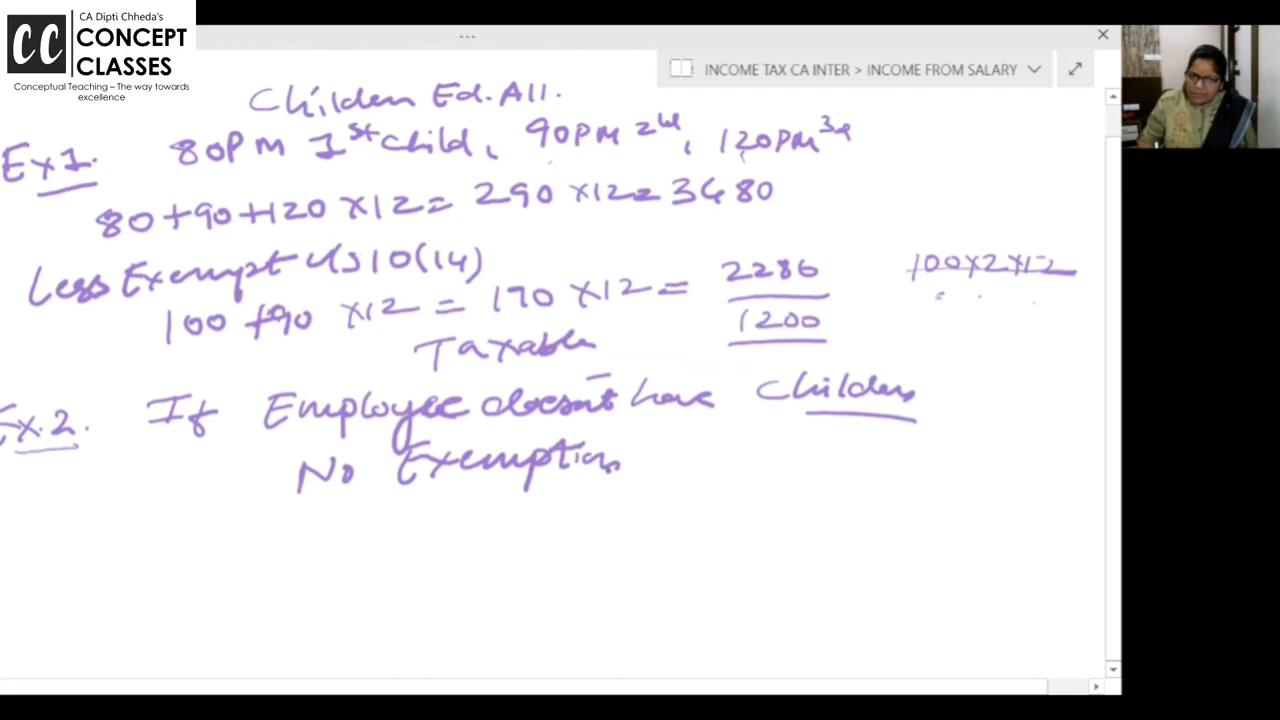 CA Dipti Chheda's
CC CONCEPT
CLASSES
Conceptual Teaching – The way towards
excellence
INCOME TAX CA INTER > INCOME FROM SALARY
Childen Ed. All.
Ex1. 80PM 1st Child, 90PM 2nd, 120PM 3rd
80+90+120 x12= 290 x12= 3480
Less Exempt u/s 10(14)
100 +90 x12 = 190 x12 = 2280
100x2x12
Taxable 1200
Ex.2. If Employee doesn't have Childen
No Exemption